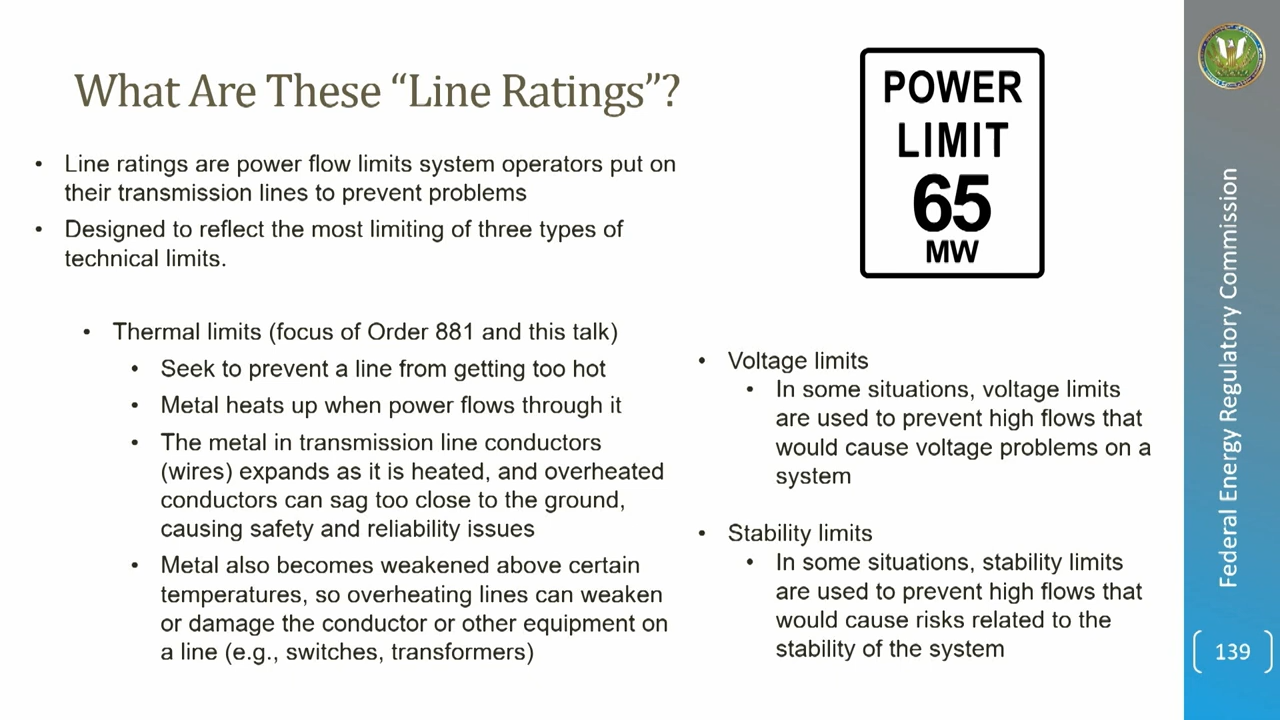 What Are These “Line Ratings”?
POWER
LIMIT
65
MW
• Line ratings are power flow limits system operators put on
their transmission lines to prevent problems
• Designed to reflect the most limiting of three types of
technical limits.
• Thermal limits (focus of Order 881 and this talk)
• Seek to prevent a line from getting too hot
• Metal heats up when power flows through it
• The metal in transmission line conductors
(wires) expands as it is heated, and overheated
conductors can sag too close to the ground,
causing safety and reliability issues
• Metal also becomes weakened above certain
temperatures, so overheating lines can weaken
or damage the conductor or other equipment on
a line (e.g., switches, transformers)
• Voltage limits
• In some situations, voltage limits
are used to prevent high flows that
would cause voltage problems on a
system
• Stability limits
• In some situations, stability limits
are used to prevent high flows that
would cause risks related to the
stability of the system
Federal Energy Regulatory Commission
139